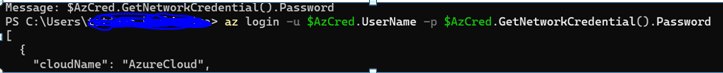 Message: $AzCred.GetNetworkCredential().Password
PS C:\Users\> az login -u $AzCred.UserName -p $AzCred.GetNetworkCredential().Password
[
  {
    "cloudName": "AzureCloud",